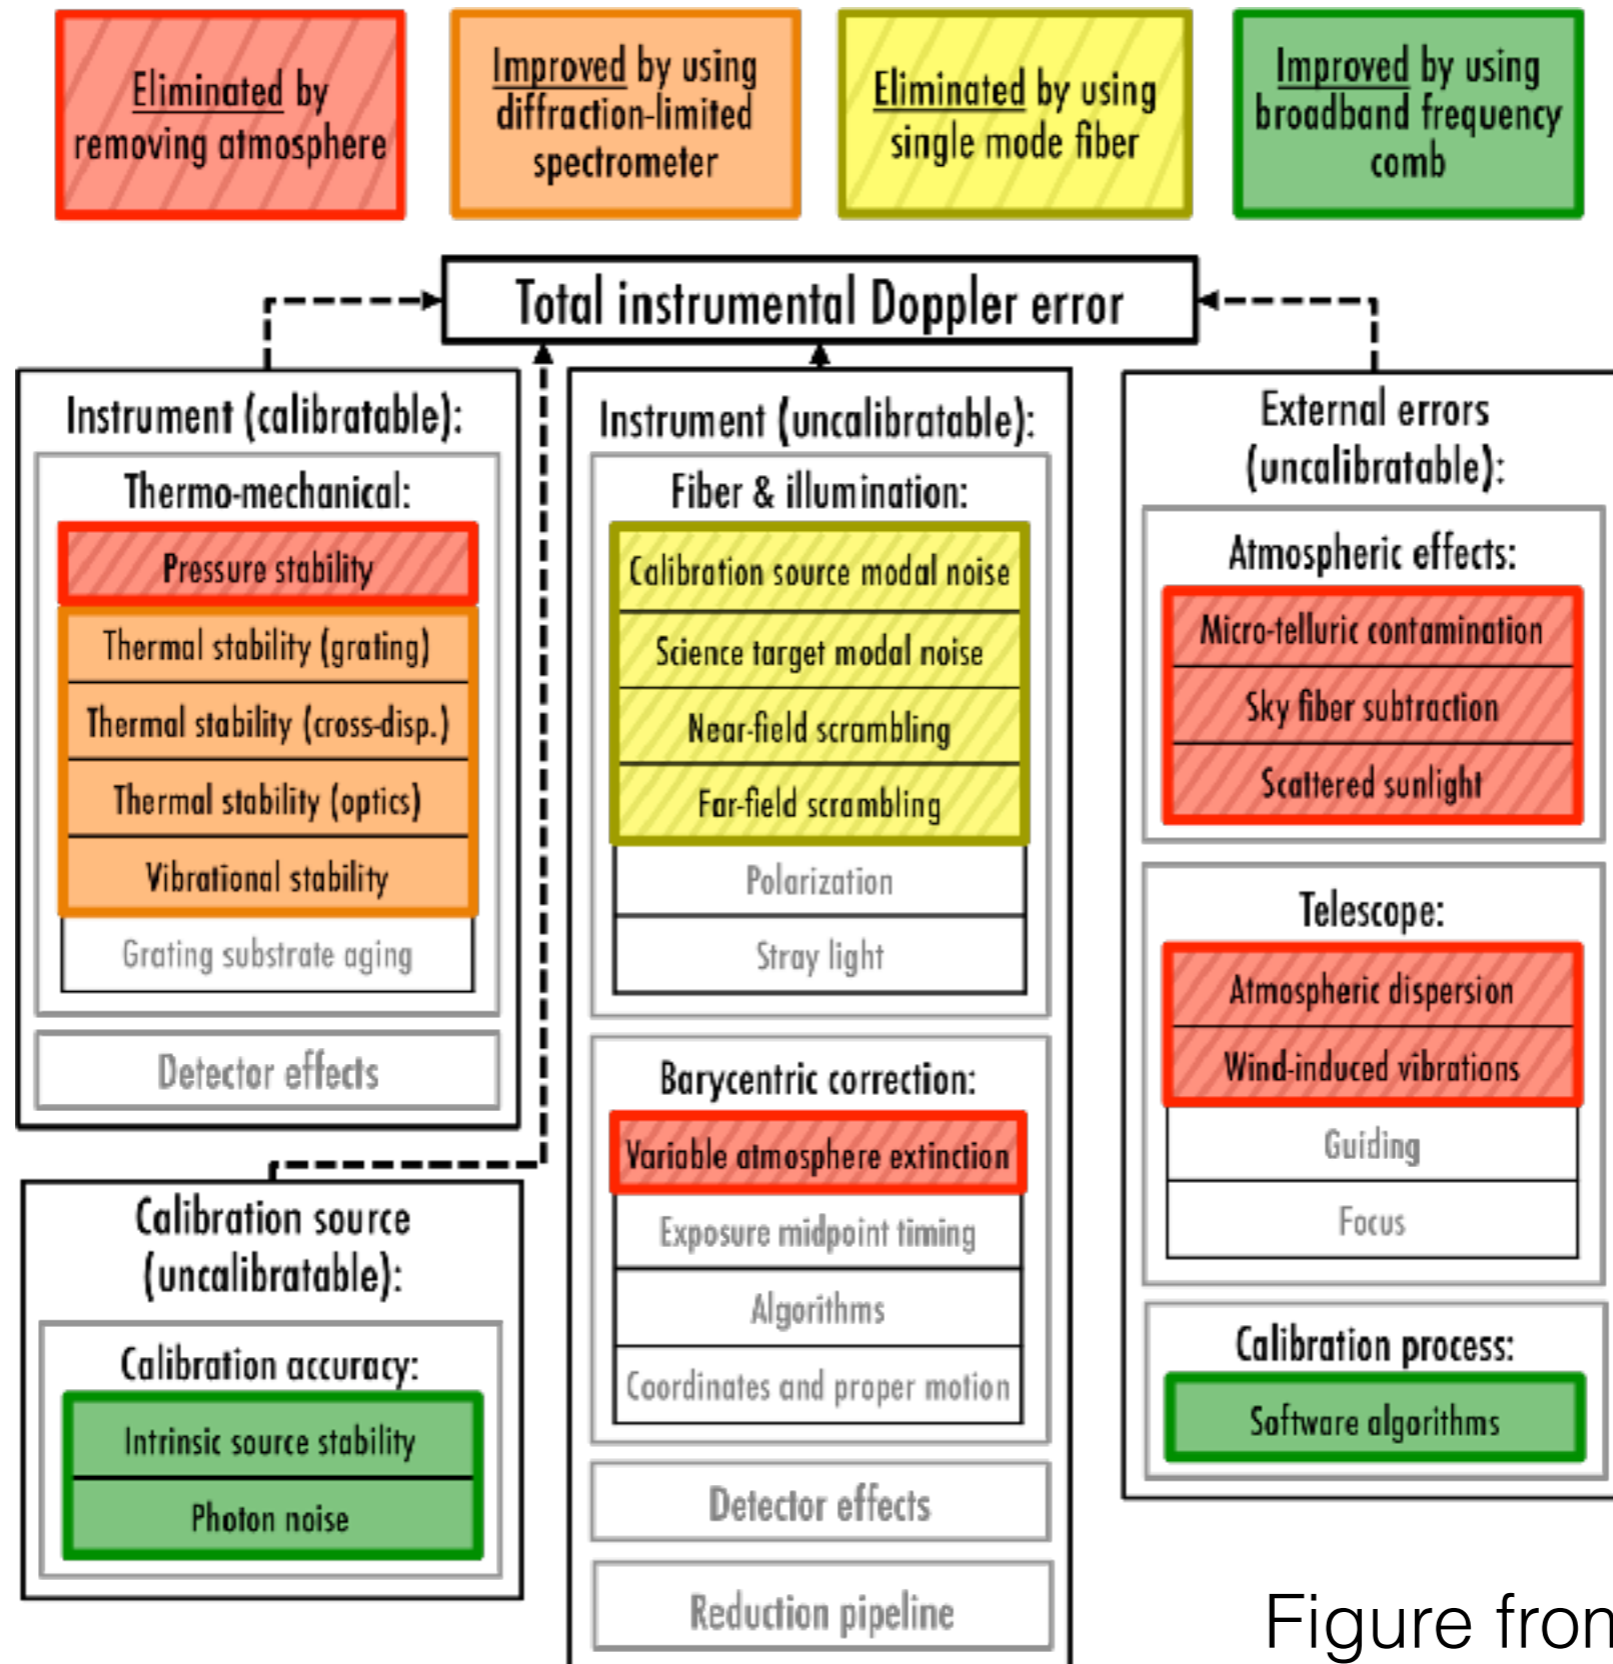 Eliminated by
removing atmosphere
Improved by using
diffraction-limited
spectrometer
Eliminated by using
single mode fiber
Improved by using
broadband frequency
comb
Total instrumental Doppler error
Instrument (calibratable):
Thermo-mechanical:
Pressure stability
Thermal stability (grating)
Thermal stability (cross-disp.)
Thermal stability (optics)
Vibrational stability
Grating substrate aging
Detector effects
Calibration source
(uncalibratable):
Calibration accuracy:
Intrinsic source stability
Photon noise
Instrument (uncalibratable):
Fiber & illumination:
Calibration source modal noise
Science target modal noise
Near-field scrambling
Far-field scrambling
Polarization
Stray light
Barycentric correction:
Variable atmosphere extinction
Exposure midpoint timing
Algorithms
Coordinates and proper motion
Detector effects
Reduction pipeline
External errors
(uncalibratable):
Atmospheric effects:
Micro-telluric contamination
Sky fiber subtraction
Scattered sunlight
Telescope:
Atmospheric dispersion
Wind-induced vibrations
Guiding
Focus
Calibration process:
Software algorithms
Figure